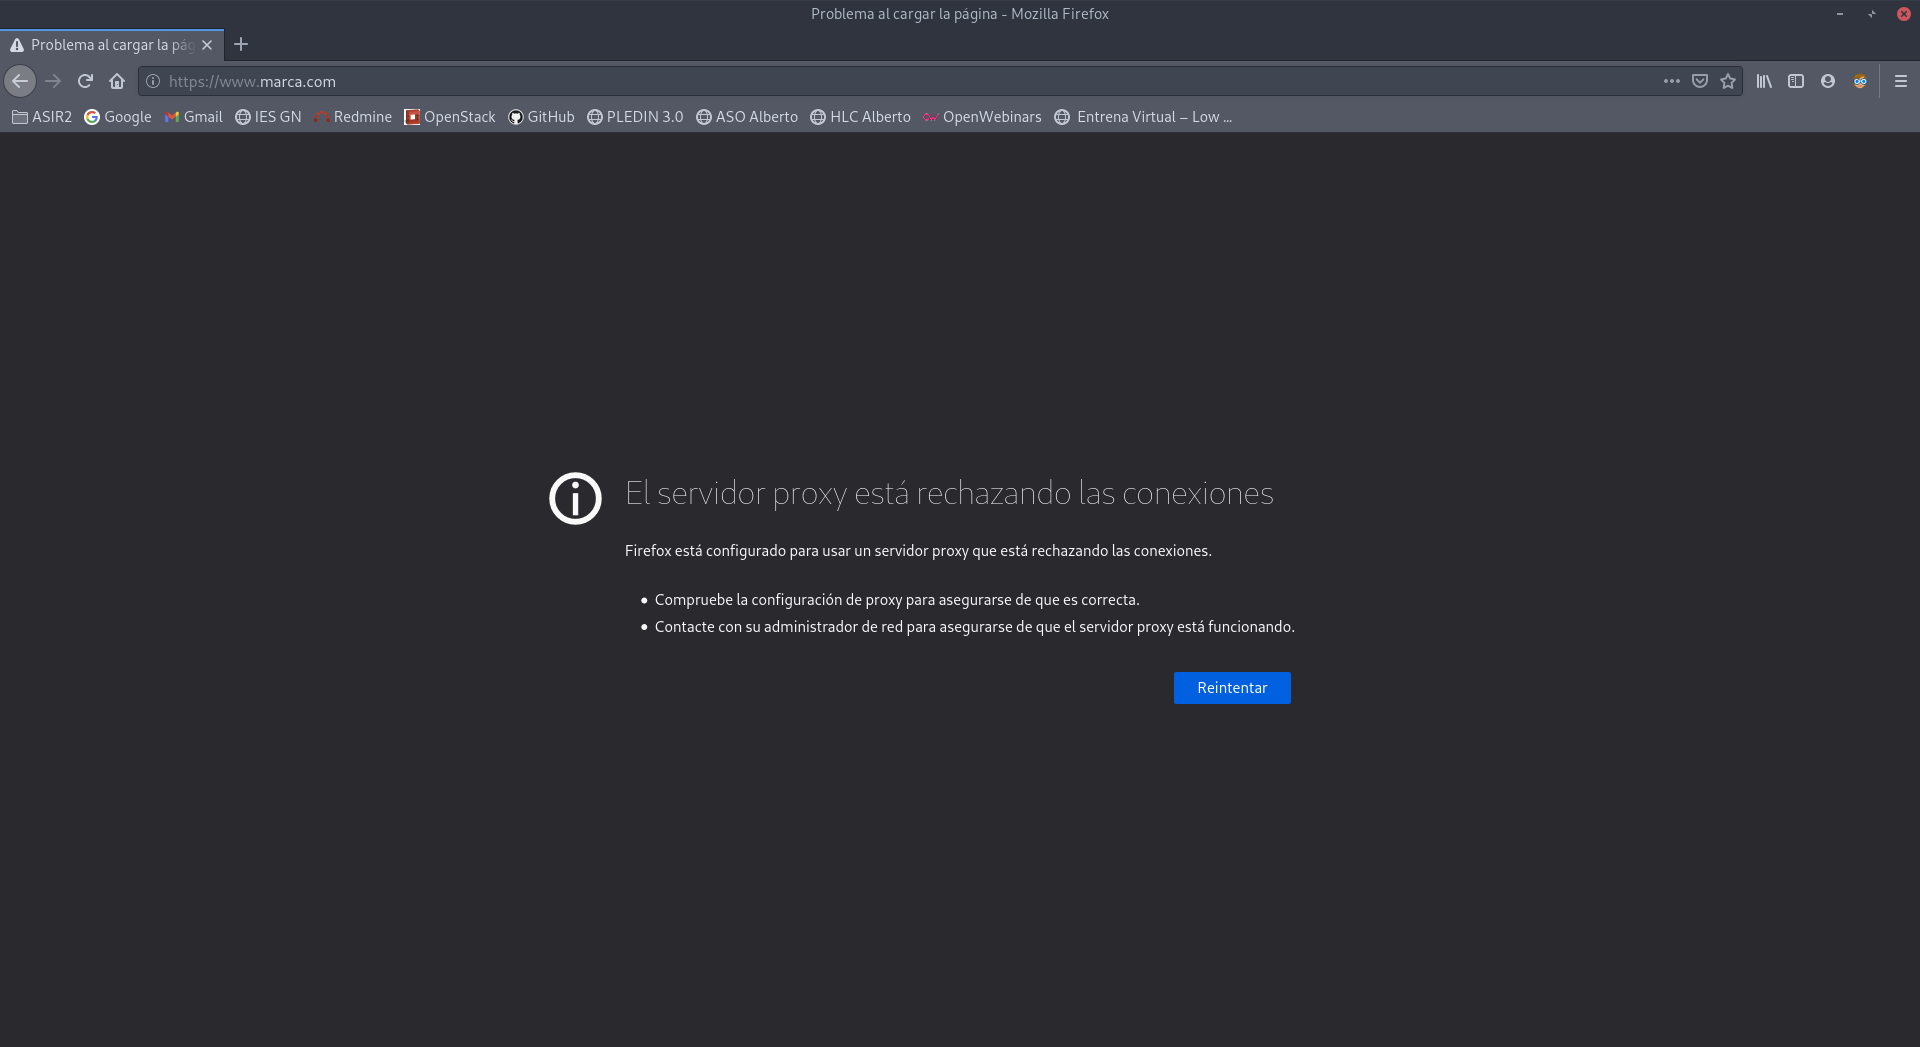 Problema al cargar la página - Mozilla Firefox
Problema al cargar la pág
https://www.marca.com
ASIR2 Google Gmail IES GN Redmine OpenStack GitHub PLEDIN 3.0 ASO Alberto HLC Alberto OpenWebinars Entrena Virtual – Low ...
El servidor proxy está rechazando las conexiones
Firefox está configurado para usar un servidor proxy que está rechazando las conexiones.
• Compruebe la configuración de proxy para asegurarse de que es correcta.
• Contacte con su administrador de red para asegurarse de que el servidor proxy está funcionando.
Reintentar